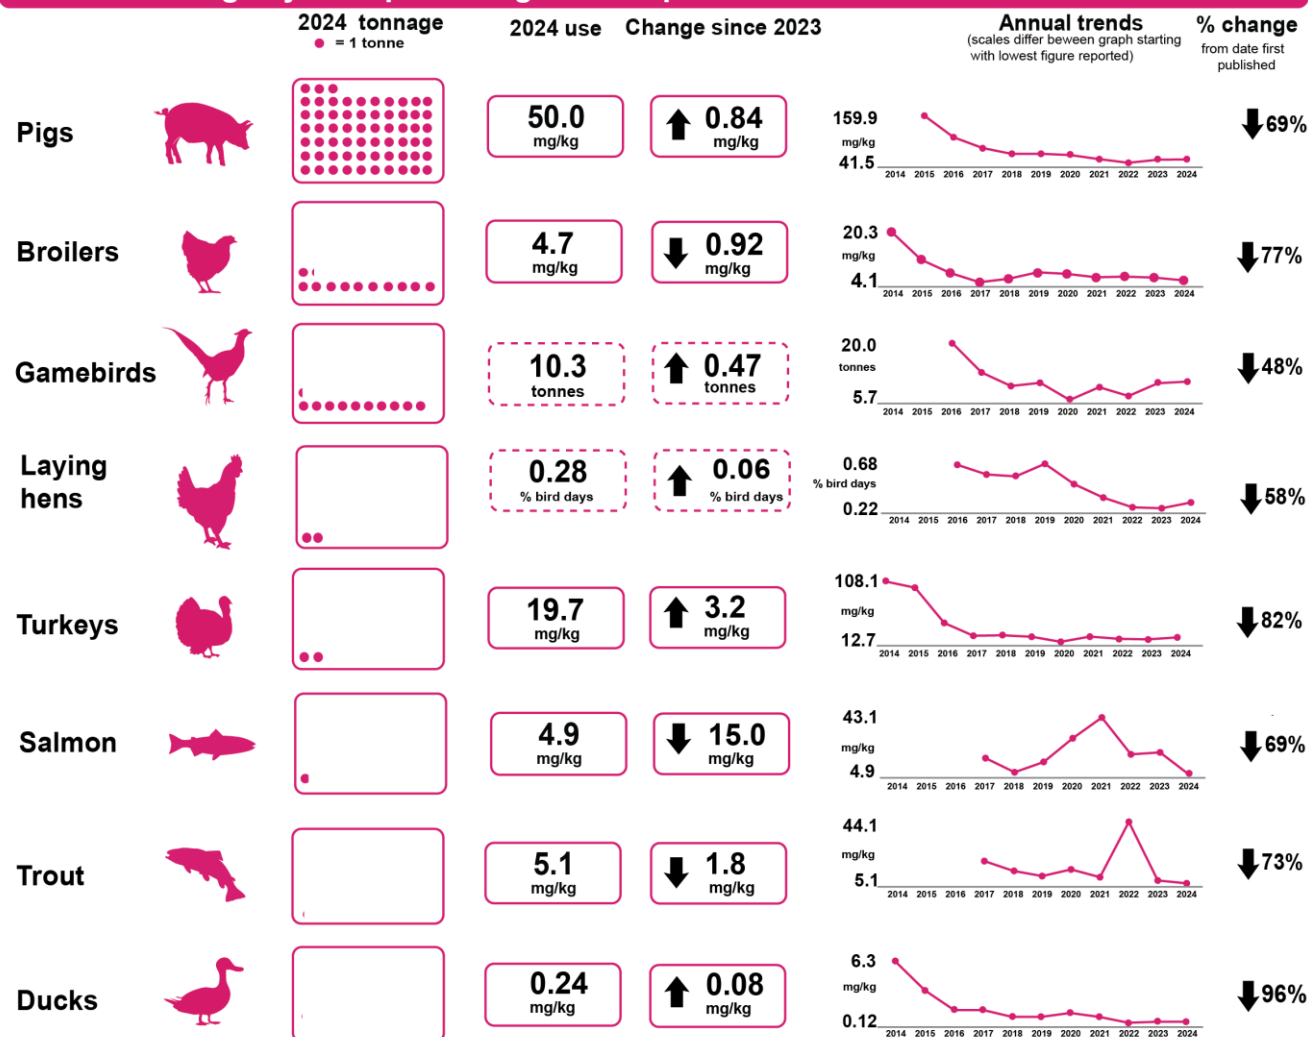 2024 tonnage
= 1 tonne
2024 use
Change since 2023
Annual trends
(scales differ beween graph starting
with lowest figure reported)
% change
from date first
published
Pigs
50.0
mg/kg
0.84
mg/kg
159.9
mg/kg
41.5
2014 2015 2016 2017 2018 2019 2020 2021 2022 2023 2024
69%
Broilers
4.7
mg/kg
0.92
mg/kg
20.3
mg/kg
4.1
2014 2015 2016 2017 2018 2019 2020 2021 2022 2023 2024
77%
Gamebirds
10.3
tonnes
0.47
tonnes
20.0
tonnes
5.7
2014 2015 2016 2017 2018 2019 2020 2021 2022 2023 2024
48%
Laying
hens
0.28
% bird days
0.06
% bird days
0.68
% bird days
0.22
2014 2015 2016 2017 2018 2019 2020 2021 2022 2023 2024
58%
Turkeys
19.7
mg/kg
3.2
mg/kg
108.1
mg/kg
12.7
2014 2015 2016 2017 2018 2019 2020 2021 2022 2023 2024
82%
Salmon
4.9
mg/kg
15.0
mg/kg
43.1
mg/kg
4.9
2014 2015 2016 2017 2018 2019 2020 2021 2022 2023 2024
69%
Trout
5.1
mg/kg
1.8
mg/kg
44.1
mg/kg
5.1
2014 2015 2016 2017 2018 2019 2020 2021 2022 2023 2024
73%
Ducks
0.24
mg/kg
0.08
mg/kg
6.3
mg/kg
0.12
2014 2015 2016 2017 2018 2019 2020 2021 2022 2023 2024
96%